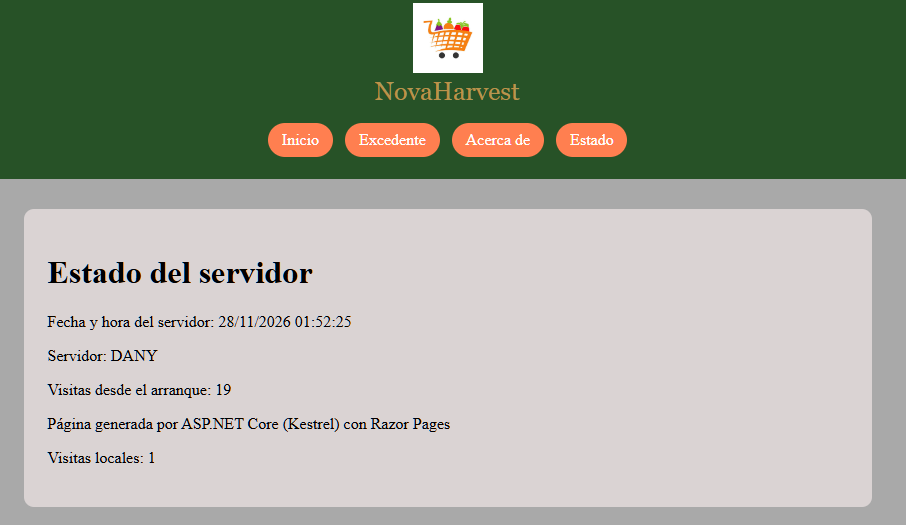 NovaHarvest
Inicio Excedente Acerca de Estado
Estado del servidor
Fecha y hora del servidor: 28/11/2026 01:52:25
Servidor: DANY
Visitas desde el arranque: 19
Página generada por ASP.NET Core (Kestrel) con Razor Pages
Visitas locales: 1